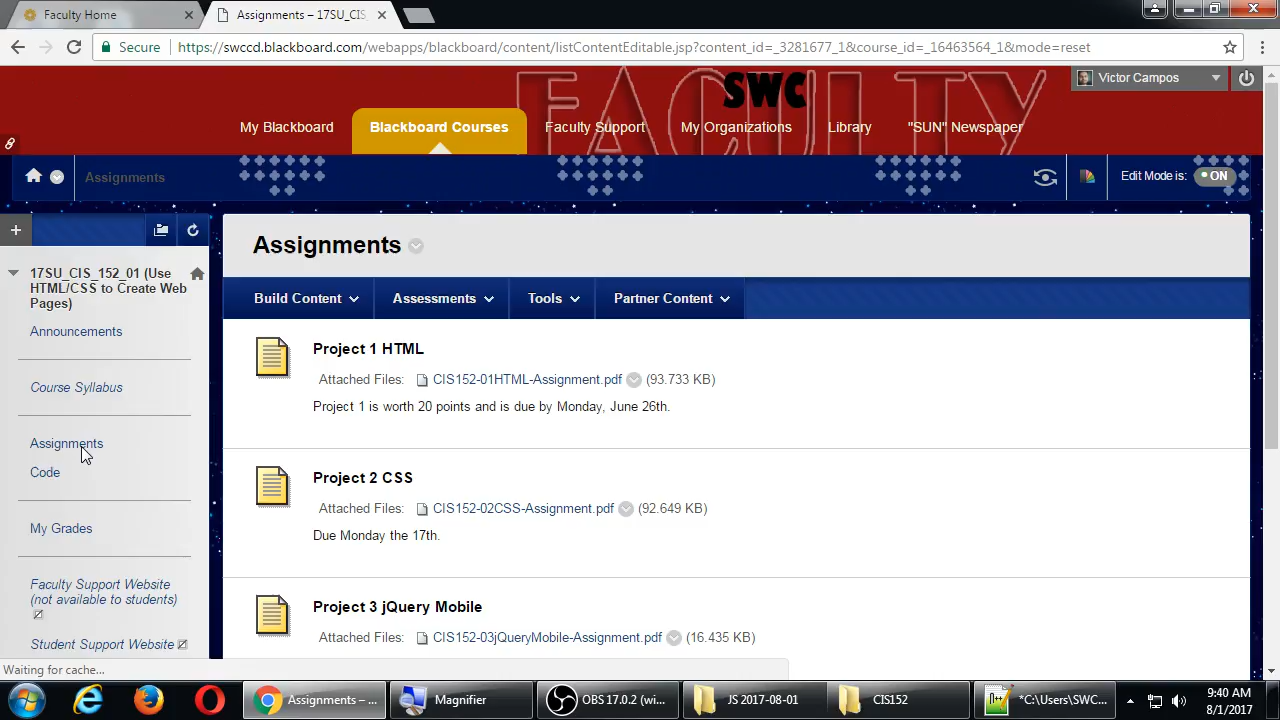 Faculty Home
Assignments – 17SU_CIS_
Secure
https://swccd.blackboard.com/webapps/blackboard/content/listContentEditable.jsp?content_id=_3281677_1&course_id=_16463564_1&mode=reset
FACULTY
SWC
Victor Campos
My Blackboard
Blackboard Courses
Faculty Support
My Organizations
Library
"SUN" Newspaper
Assignments
Edit Mode is:
ON
Assignments
17SU_CIS_152_01 (Use
HTML/CSS to Create Web
Pages)
Announcements
Course Syllabus
Assignments
Code
My Grades
Faculty Support Website
(not available to students)
Student Support Website
Build Content
Assessments
Tools
Partner Content
Project 1 HTML
Attached Files: CIS152-01HTML-Assignment.pdf (93.733 KB)
Project 1 is worth 20 points and is due by Monday, June 26th.
Project 2 CSS
Attached Files: CIS152-02CSS-Assignment.pdf (92.649 KB)
Due Monday the 17th.
Project 3 jQuery Mobile
Attached Files: CIS152-03jQueryMobile-Assignment.pdf (16.435 KB)
Waiting for cache...
Assignments – ...
Magnifier
OBS 17.0.2 (wi...
JS 2017-08-01
CIS152
*C:\Users\SWC...
9:40 AM
8/1/2017